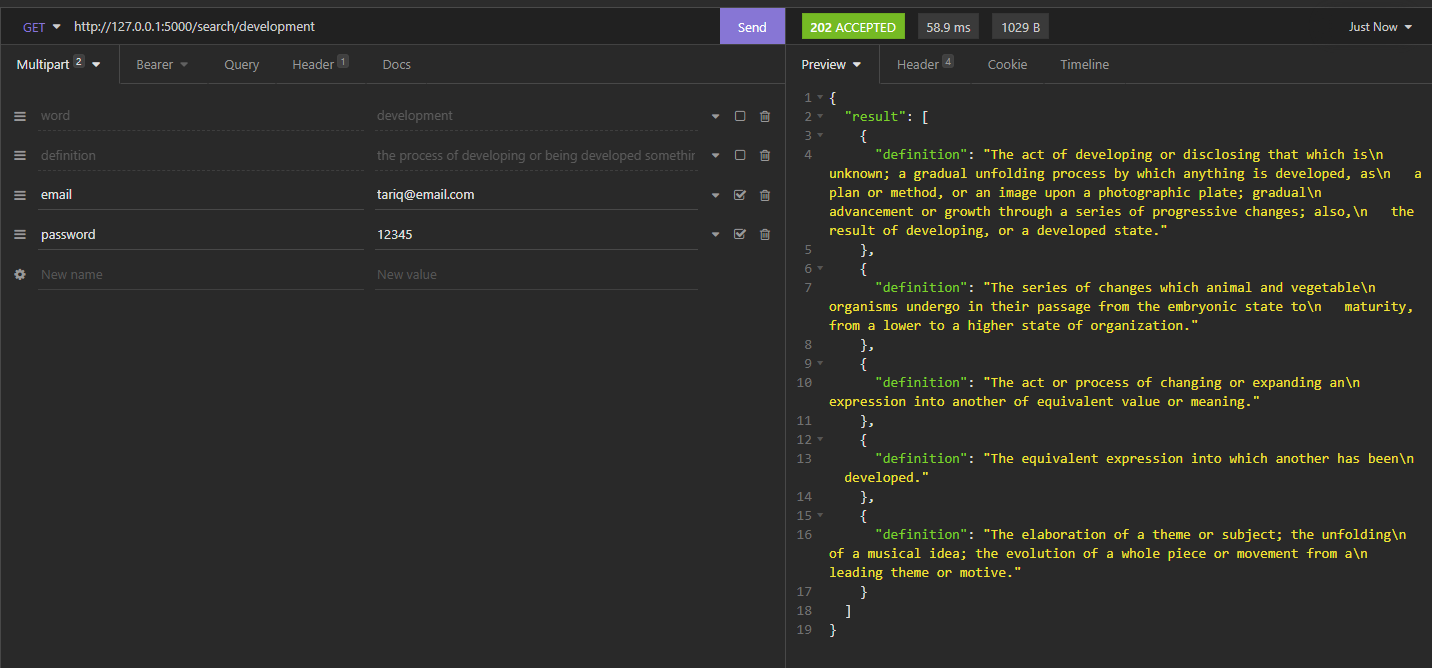 GET http://127.0.0.1:5000/search/development Send 202 ACCEPTED 58.9 ms 1029 B Just Now
Multipart 2 Bearer Query Header 1 Docs
word development
definition the process of developing or being developed somethin
email tariq@email.com
password 12345
New name New value
Preview Header 4 Cookie Timeline
1 {
2 "result": [
3 {
4 "definition": "The act of developing or disclosing that which is\n
unknown; a gradual unfolding process by which anything is developed, as\n a
plan or method, or an image upon a photographic plate; gradual\n
advancement or growth through a series of progressive changes; also,\n the
result of developing, or a developed state."
5 },
6 {
7 "definition": "The series of changes which animal and vegetable\n
organisms undergo in their passage from the embryonic state to\n maturity,
from a lower to a higher state of organization."
8 },
9 {
10 "definition": "The act or process of changing or expanding an\n
expression into another of equivalent value or meaning."
11 },
12 {
13 "definition": "The equivalent expression into which another has been\n
developed."
14 },
15 {
16 "definition": "The elaboration of a theme or subject; the unfolding\n
of a musical idea; the evolution of a whole piece or movement from a\n
leading theme or motive."
17 }
18 ]
19 }